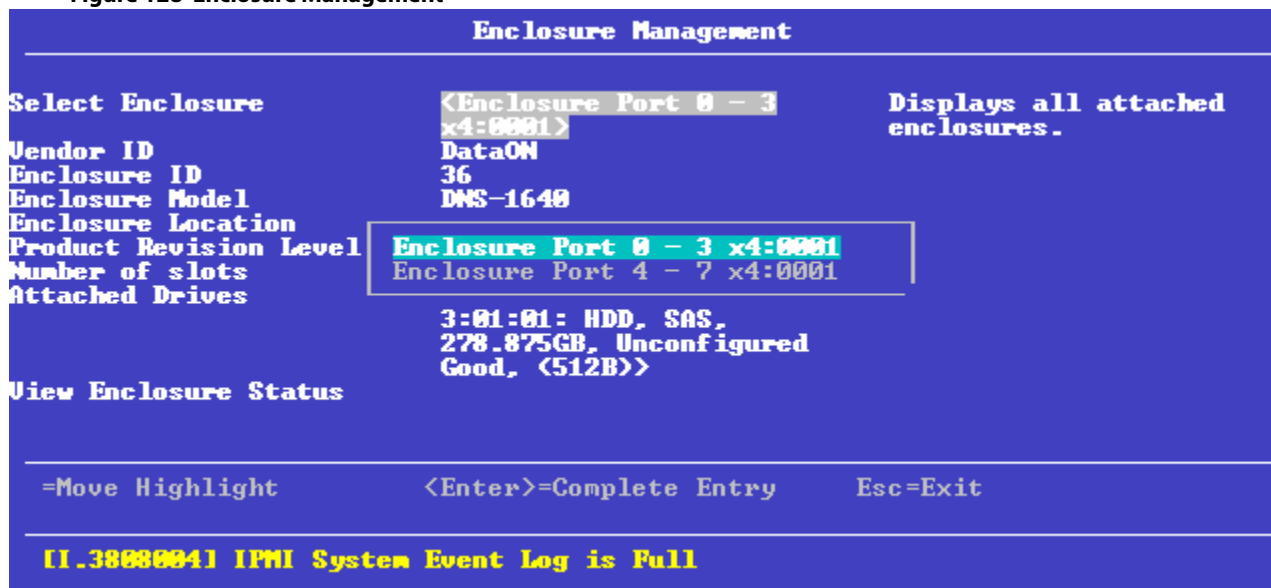 Figure 128 Enclosure Management
Enclosure Management
Select Enclosure <Enclosure Port 0 - 3 Displays all attached
x4:0001> enclosures.
Vendor ID DataON
Enclosure ID 36
Enclosure Model DNS-1640
Enclosure Location
Product Revision Level Enclosure Port 0 - 3 x4:0001
Number of slots Enclosure Port 4 - 7 x4:0001
Attached Drives
3:01:01: HDD, SAS,
278.875GB, Unconfigured
Good, (512B)>
View Enclosure Status
=Move Highlight <Enter>=Complete Entry Esc=Exit
[I.3808004] IPMI System Event Log is Full